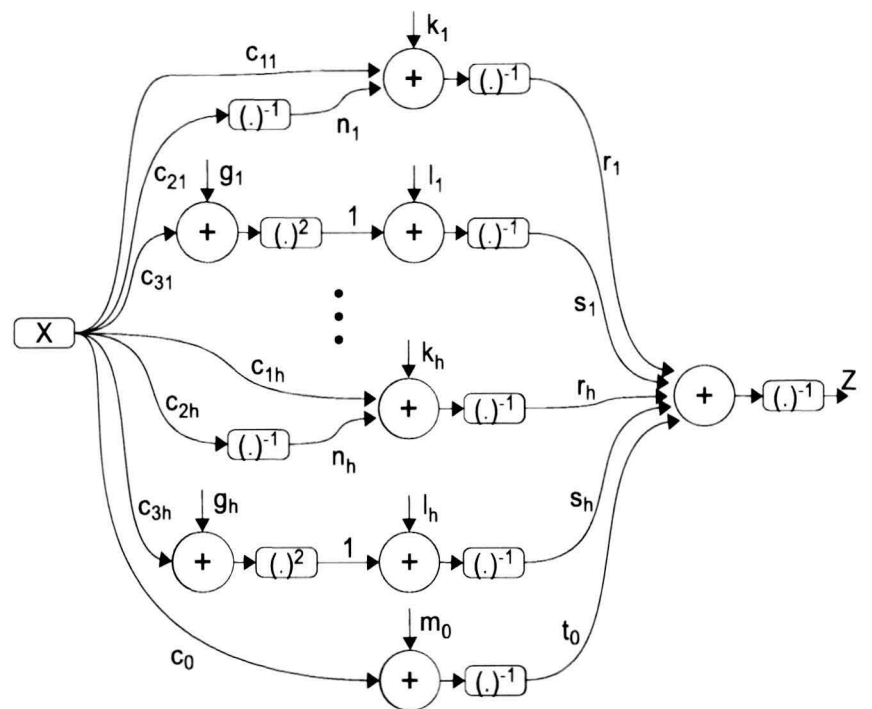 k₁
c₁₁
+ (.)⁻¹
(.)⁻¹ n₁
r₁
c₂₁ g₁ l₁
+ (.)² 1 + (.)⁻¹
c₃₁
s₁
X
c₁ₕ kₕ
+ (.)⁻¹ rₕ
+ (.)⁻¹ Z
c₂ₕ (.)⁻¹ nₕ
c₃ₕ gₕ lₕ sₕ
+ (.)² 1 + (.)⁻¹
m₀ t₀
c₀
+ (.)⁻¹